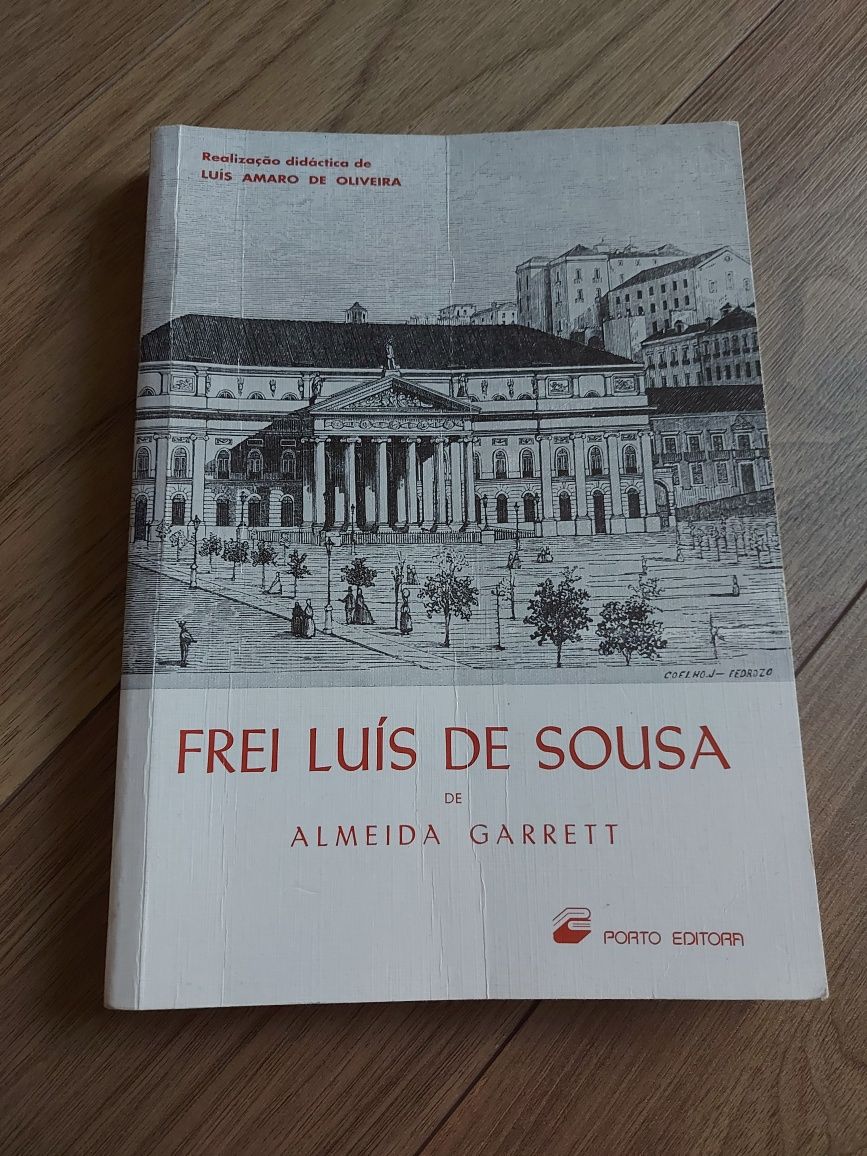 Realização didáctica de
LUÍS AMARO DE OLIVEIRA
COELHO.J— PEDROZO
FREI LUÍS DE SOUSA
DE
ALMEIDA GARRETT
PORTO EDITORA